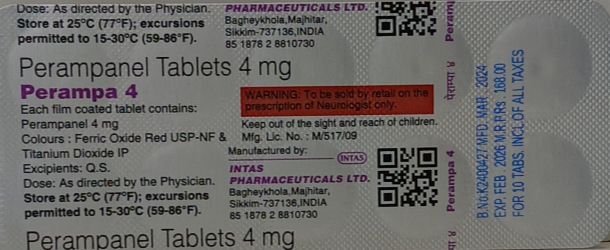 Dose: As directed by the Physician.
Store at 25°C (77°F); excursions
permitted to 15-30°C (59-86°F).
PHARMACEUTICALS LTD.
Bagheykhola,Majhitar,
Sikkim-737136,INDIA
85 1876 2 8810730
Perampanel Tablets 4 mg
Perampa 4
Each film coated tablet contains:
Perampanel 4 mg
Colours : Ferric Oxide Red USP-NF &
Titanium Dioxide IP
Excipients: Q.S.
Dose: As directed by the Physician.
Store at 25°C (77°F); excursions
permitted to 15-30°C (59-86°F).
WARNING: To be sold by retail on the
prescription of Neurologist only.
Keep out of the sight and reach of children.
Mfg. Lic. No. : M/517/09
Manufactured by:
INTAS
INTAS
PHARMACEUTICALS LTD.
Bagheykhola,Majhitar,
Sikkim-737136,INDIA
85 1876 2 8810730
Perampanel Tablets 4 mg
Perampa
Perampa 4
B.No.K2400427 MFD. MAR. 2024
EXP. FEB. 2026 M.R.P.Rs. 168.00
FOR 10 TABS. INCL.OF ALL TAXES